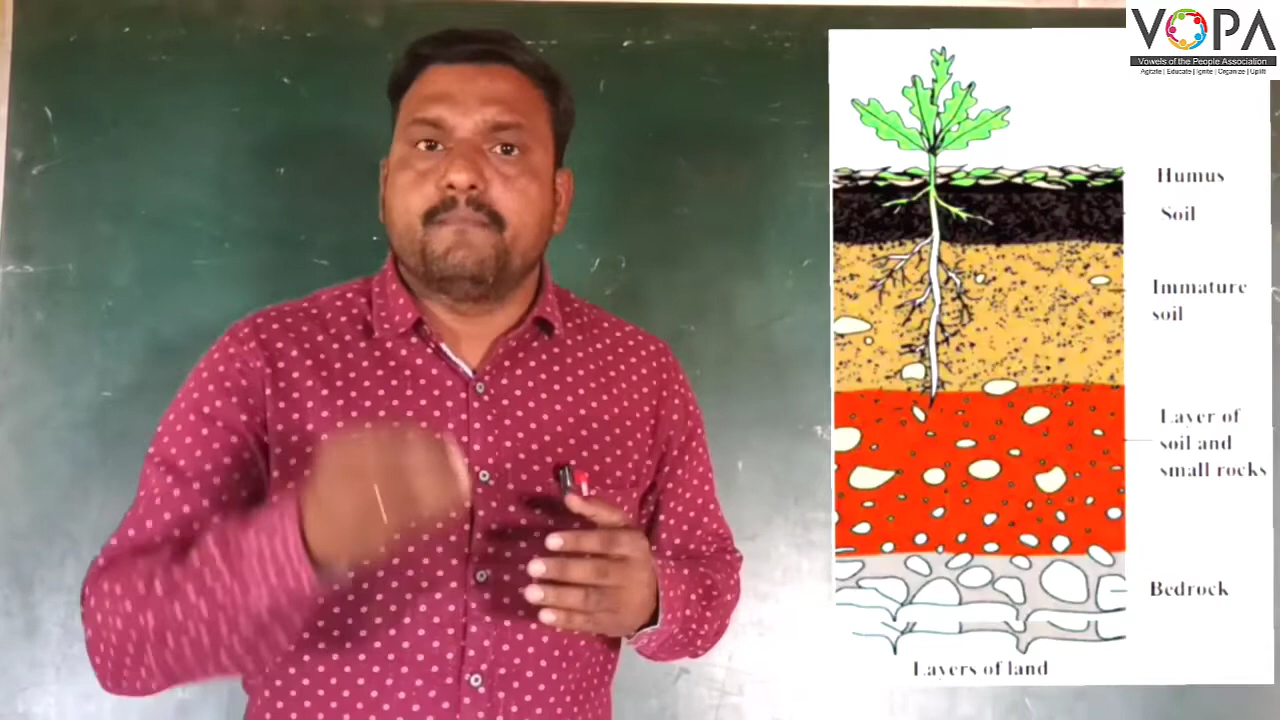 VOPA
Vowels of the People Association
Agitate | Educate | Ignite | Organize | Uplift
Humus
Soil
Immature
soil
Layer of
soil and
small rocks
Bedrock
Layers of land